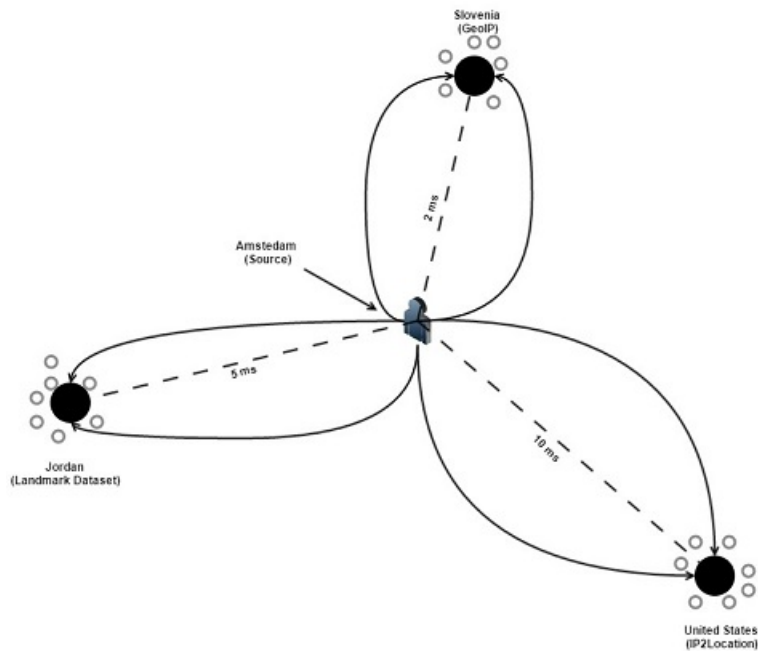 Slovenia
(GeoIP)
2 ms
Amstedam
(Source)
5 ms
10 ms
Jordan
(Landmark Dataset)
United States
(IP2Location)